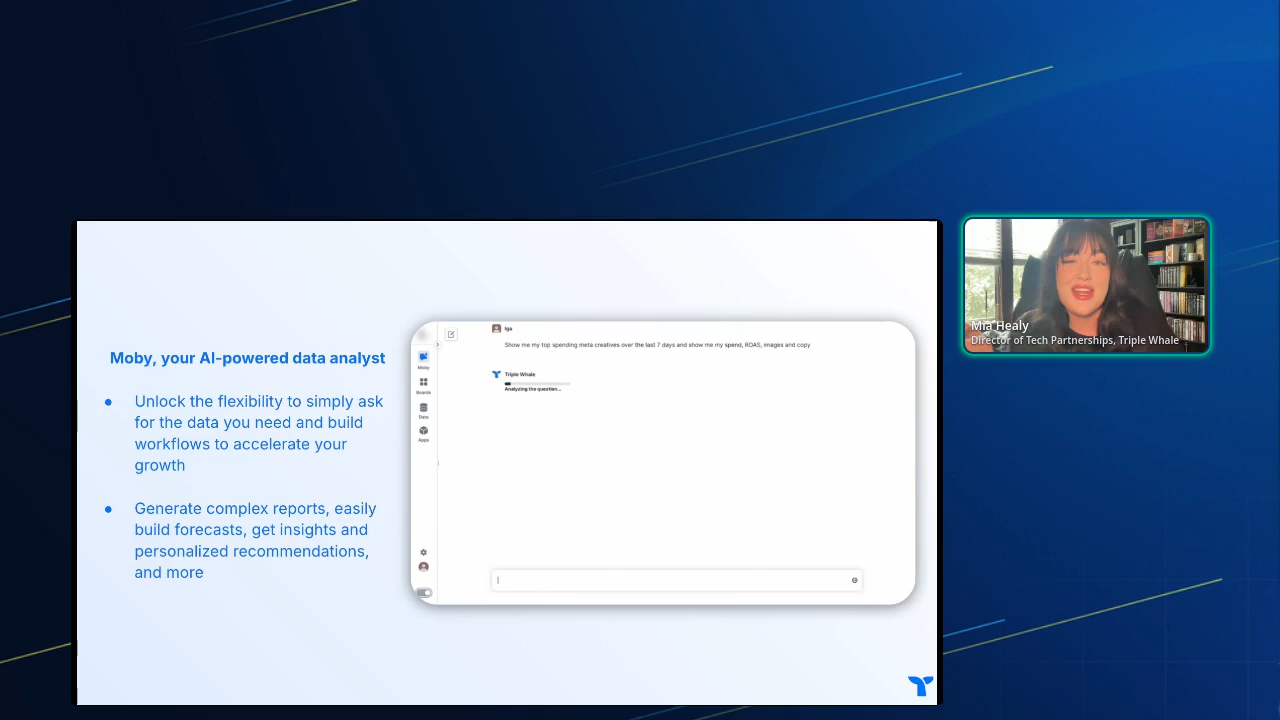 Moby, your AI-powered data analyst
● Unlock the flexibility to simply ask
for the data you need and build
workflows to accelerate your
growth
● Generate complex reports, easily
build forecasts, get insights and
personalized recommendations,
and more
Iga
Show me my top spending meta creatives over the last 7 days and show me my spend, ROAS, images and copy
Triple Whale
Analyzing the question...
Moby
Boards
Data
Apps
Mia Healy
Director of Tech Partnerships, Triple Whale